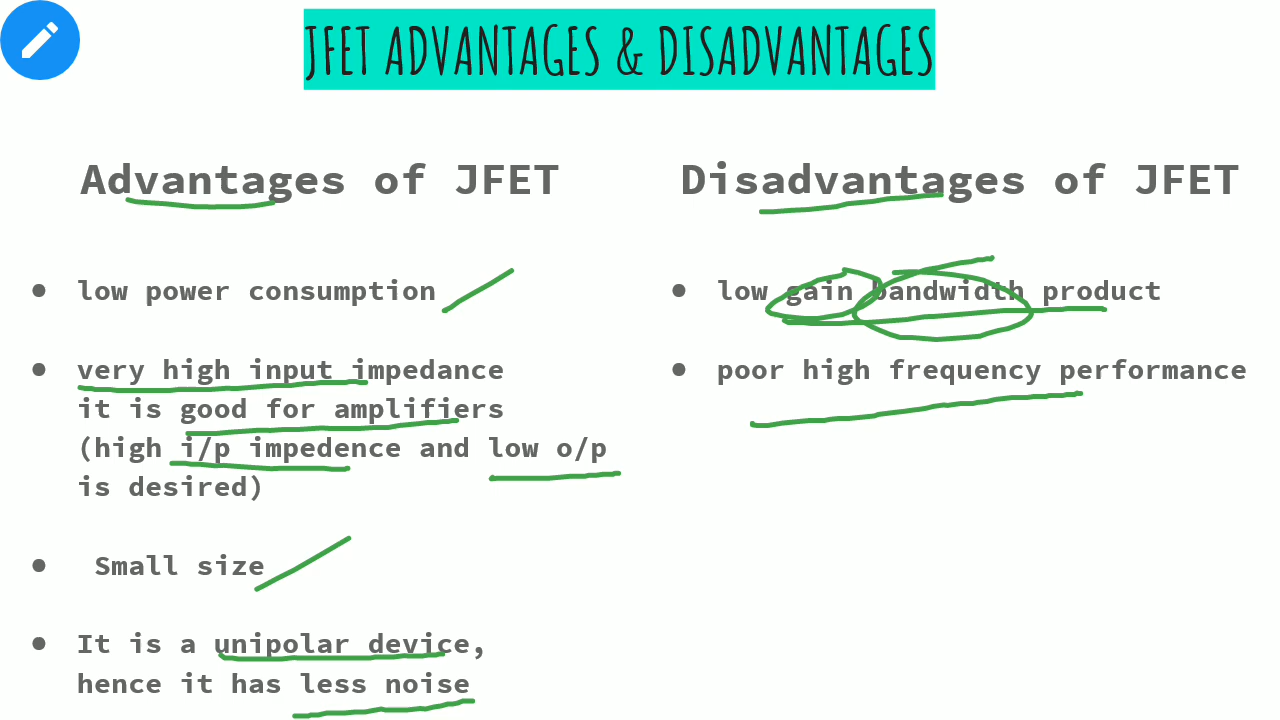 JFET ADVANTAGES & DISADVANTAGES
Advantages of JFET
• low power consumption
• very high input impedance
it is good for amplifiers
(high i/p impedence and low o/p
is desired)
• Small size
• It is a unipolar device,
hence it has less noise
Disadvantages of JFET
• low gain bandwidth product
• poor high frequency performance